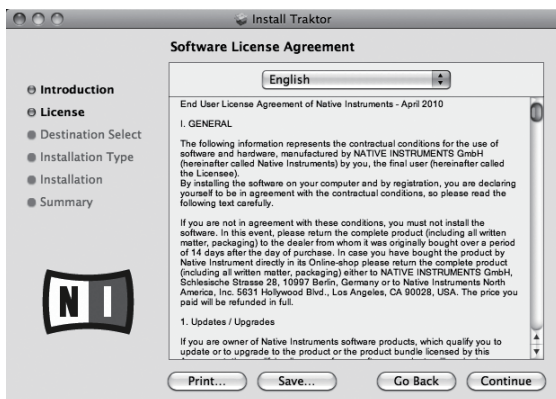 Install Traktor
Software License Agreement
Introduction
License
Destination Select
Installation Type
Installation
Summary
NI
English
End User License Agreement of Native Instruments - April 2010
I. GENERAL
The following information represents the contractual conditions for the use of
software and hardware, manufactured by NATIVE INSTRUMENTS GmbH
(hereinafter called Native Instruments) by you, the final user (hereinafter called
the Licensee).
By installing the software on your computer and by registration, you are declaring
yourself to be in agreement with the contractual conditions, so please read the
following text carefully.
If you are not in agreement with these conditions, you must not install the
software. In this event, please return the complete product (including all written
matter, packaging) to the dealer from whom it was originally bought over a period
of 14 days after the day of purchase. In case you have bought the product by
Native Instrument directly in its Online-shop please return the complete product
(including all written matter, packaging) either to NATIVE INSTRUMENTS GmbH,
Schlesische Strasse 28, 10997 Berlin, Germany or to Native Instruments North
America, Inc. 5631 Hollywood Blvd., Los Angeles, CA 90028, USA. The price you
paid will be refunded in full.
1. Updates / Upgrades
If you are owner of Native Instruments software products, which qualify you to
update or to upgrade to the product or the product bundle licensed by this
Print...
Save...
Go Back
Continue